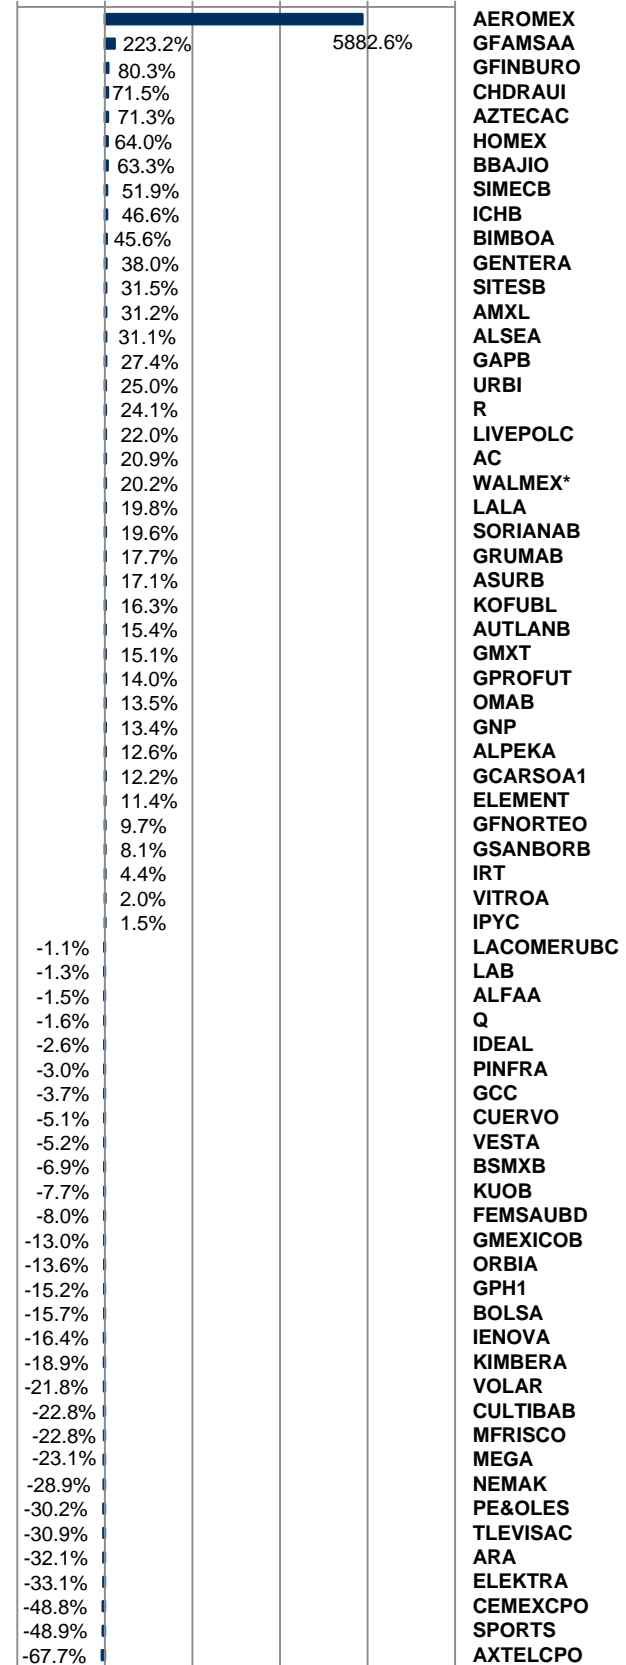 5882.6% AEROMEX
223.2% GFAMSAA
80.3% GFINBURO
71.5% CHDRAUI
71.3% AZTECAC
64.0% HOMEX
63.3% BBAJIO
51.9% SIMECB
46.6% ICHB
45.6% BIMBOA
38.0% GENTERA
31.5% SITESB
31.2% AMXL
31.1% ALSEA
27.4% GAPB
25.0% URBI
24.1% R
22.0% LIVEPOLC
20.9% AC
20.2% WALMEX*
19.8% LALA
19.6% SORIANAB
17.7% GRUMAB
17.1% ASURB
16.3% KOFUBL
15.4% AUTLANB
15.1% GMXT
14.0% GPROFUT
13.5% OMAB
13.4% GNP
12.6% ALPEKA
12.2% GCARSOA1
11.4% ELEMENT
9.7% GFNORTEO
8.1% GSANBORB
4.4% IRT
2.0% VITROA
1.5% IPYC
-1.1% LACOMERUBC
-1.3% LAB
-1.5% ALFAA
-1.6% Q
-2.6% IDEAL
-3.0% PINFRA
-3.7% GCC
-5.1% CUERVO
-5.2% VESTA
-6.9% BSMXB
-7.7% KUOB
-8.0% FEMSAUBD
-13.0% GMEXICOB
-13.6% ORBIA
-15.2% GPH1
-15.7% BOLSA
-16.4% IENOVA
-18.9% KIMBERA
-21.8% VOLAR
-22.8% CULTIBAB
-22.8% MFRISCO
-23.1% MEGA
-28.9% NEMAK
-30.2% PE&OLES
-30.9% TLEVISAC
-32.1% ARA
-33.1% ELEKTRA
-48.8% CEMEXCPO
-48.9% SPORTS
-67.7% AXTELCPO